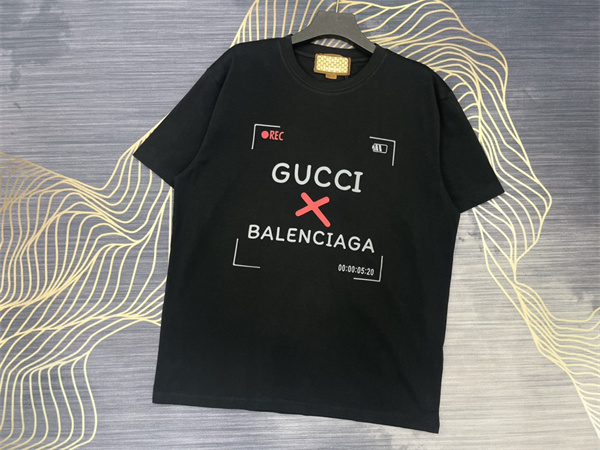 REC
GUCCI
X
BALENCIAGA
00:00:05:20